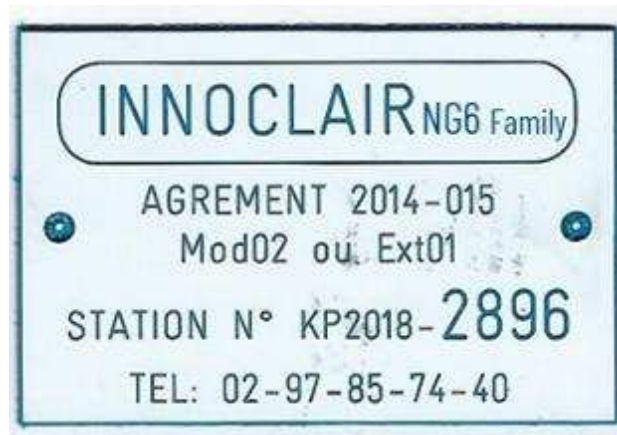 INNOCLAIR NG6 Family
AGREMENT 2014-015
Mod02 ou Ext01
STATION N° KP2018-2896
TEL: 02-97-85-74-40